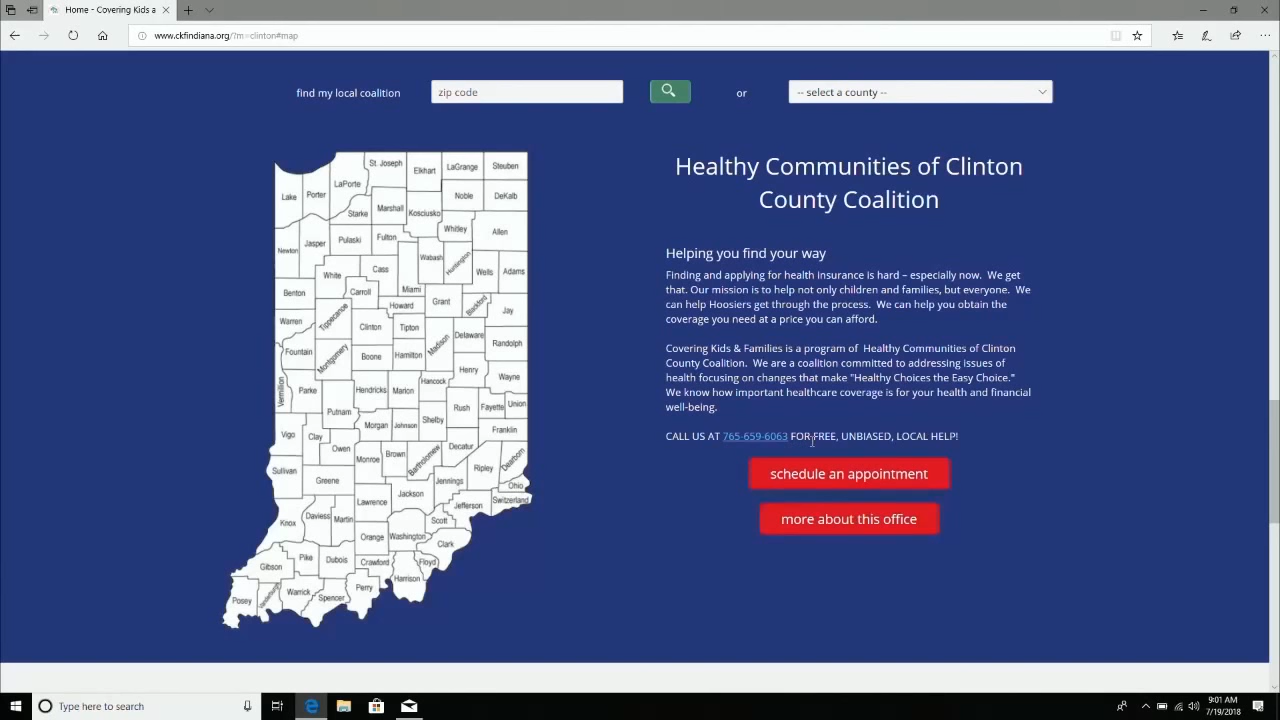 Home - Covering Kids a
www.ckfindiana.org/?m=clinton#map
find my local coalition
zip code
or
-- select a county --
Healthy Communities of Clinton
County Coalition
Helping you find your way
Finding and applying for health insurance is hard – especially now. We get
that. Our mission is to help not only children and families, but everyone. We
can help Hoosiers get through the process. We can help you obtain the
coverage you need at a price you can afford.
Covering Kids & Families is a program of Healthy Communities of Clinton
County Coalition. We are a coalition committed to addressing issues of
health focusing on changes that make "Healthy Choices the Easy Choice."
We know how important healthcare coverage is for your health and financial
well-being.
CALL US AT 765-659-6063 FOR FREE, UNBIASED, LOCAL HELP!
schedule an appointment
more about this office
St. Joseph
Elkhart
LaGrange
Steuben
LaPorte
Lake
Porter
Noble
DeKalb
Starke
Marshall
Kosciusko
Whitley
Allen
Newton
Jasper
Pulaski
Fulton
Wabash
Huntington
Wells
Adams
White
Cass
Miami
Benton
Carroll
Howard
Grant
Blackford
Jay
Warren
Tippecanoe
Clinton
Tipton
Madison
Delaware
Randolph
Fountain
Montgomery
Boone
Hamilton
Henry
Wayne
Vermillion
Parke
Hendricks
Marion
Hancock
Putnam
Rush
Fayette
Union
Vigo
Clay
Morgan
Johnson
Shelby
Franklin
Owen
Monroe
Brown
Bartholomew
Decatur
Dearborn
Sullivan
Greene
Jennings
Ripley
Ohio
Lawrence
Jackson
Jefferson
Switzerland
Knox
Daviess
Martin
Orange
Washington
Scott
Clark
Gibson
Pike
Dubois
Crawford
Floyd
Harrison
Posey
Vanderburgh
Warrick
Spencer
Perry
Type here to search
9:01 AM
7/19/2018